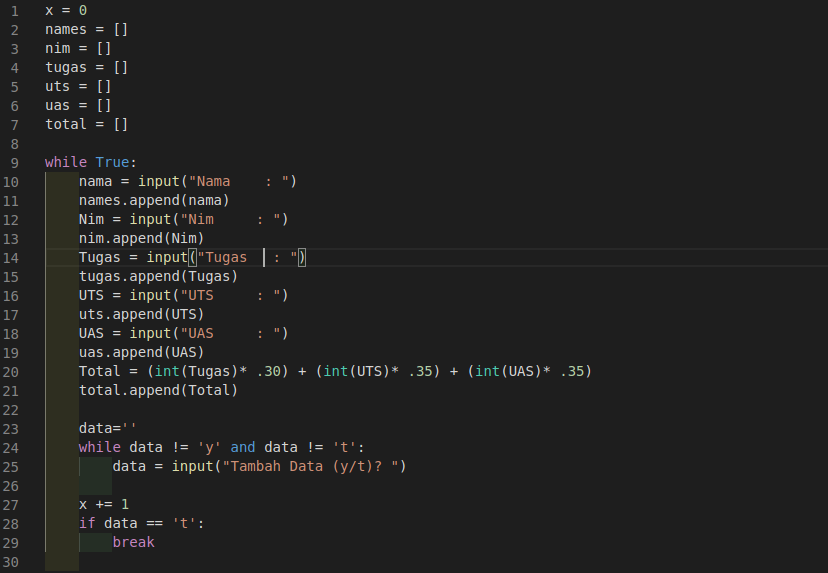 1 x = 0
2 names = []
3 nim = []
4 tugas = []
5 uts = []
6 uas = []
7 total = []
8
9 while True:
10     nama = input("Nama    : ")
11     names.append(nama)
12     Nim = input("Nim     : ")
13     nim.append(Nim)
14     Tugas = input("Tugas   : ")
15     tugas.append(Tugas)
16     UTS = input("UTS     : ")
17     uts.append(UTS)
18     UAS = input("UAS     : ")
19     uas.append(UAS)
20     Total = (int(Tugas)* .30) + (int(UTS)* .35) + (int(UAS)* .35)
21     total.append(Total)
22
23     data=''
24     while data != 'y' and data != 't':
25         data = input("Tambah Data (y/t)? ")
26
27     x += 1
28     if data == 't':
29         break
30